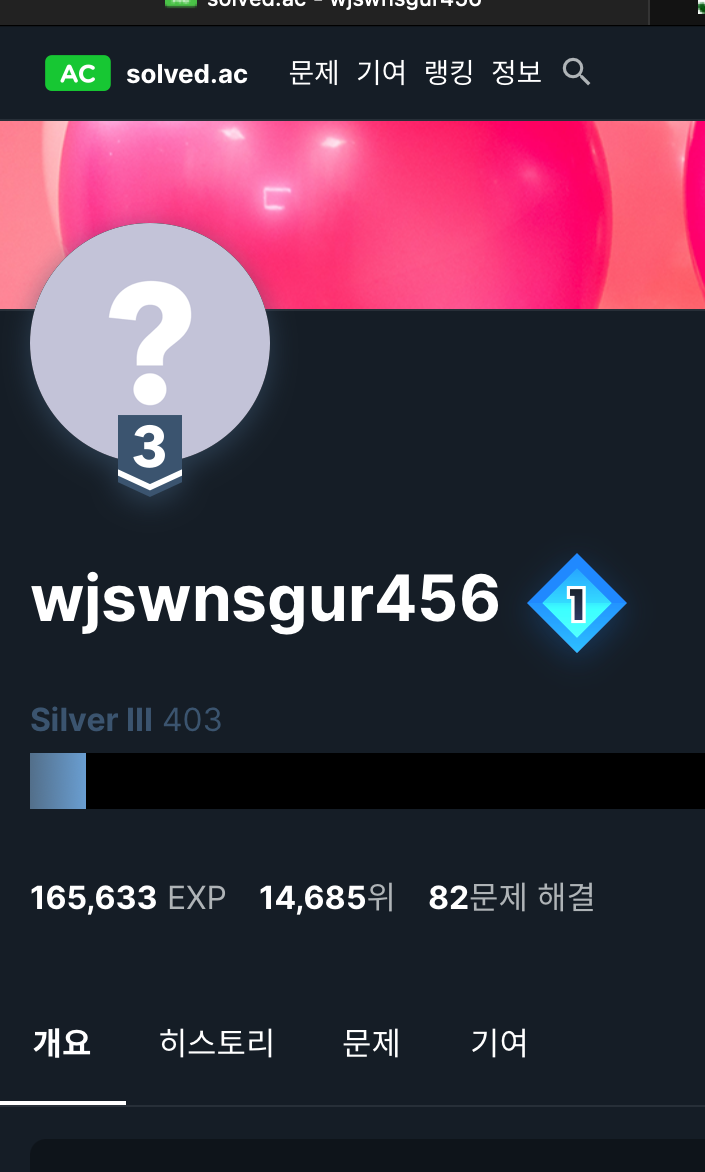 solved.ac - wjswnsgur456
AC solved.ac 문제 기여 랭킹 정보
?
3
wjswnsgur456 1
Silver III 403
165,633 EXP 14,685위 82문제 해결
개요 히스토리 문제 기여